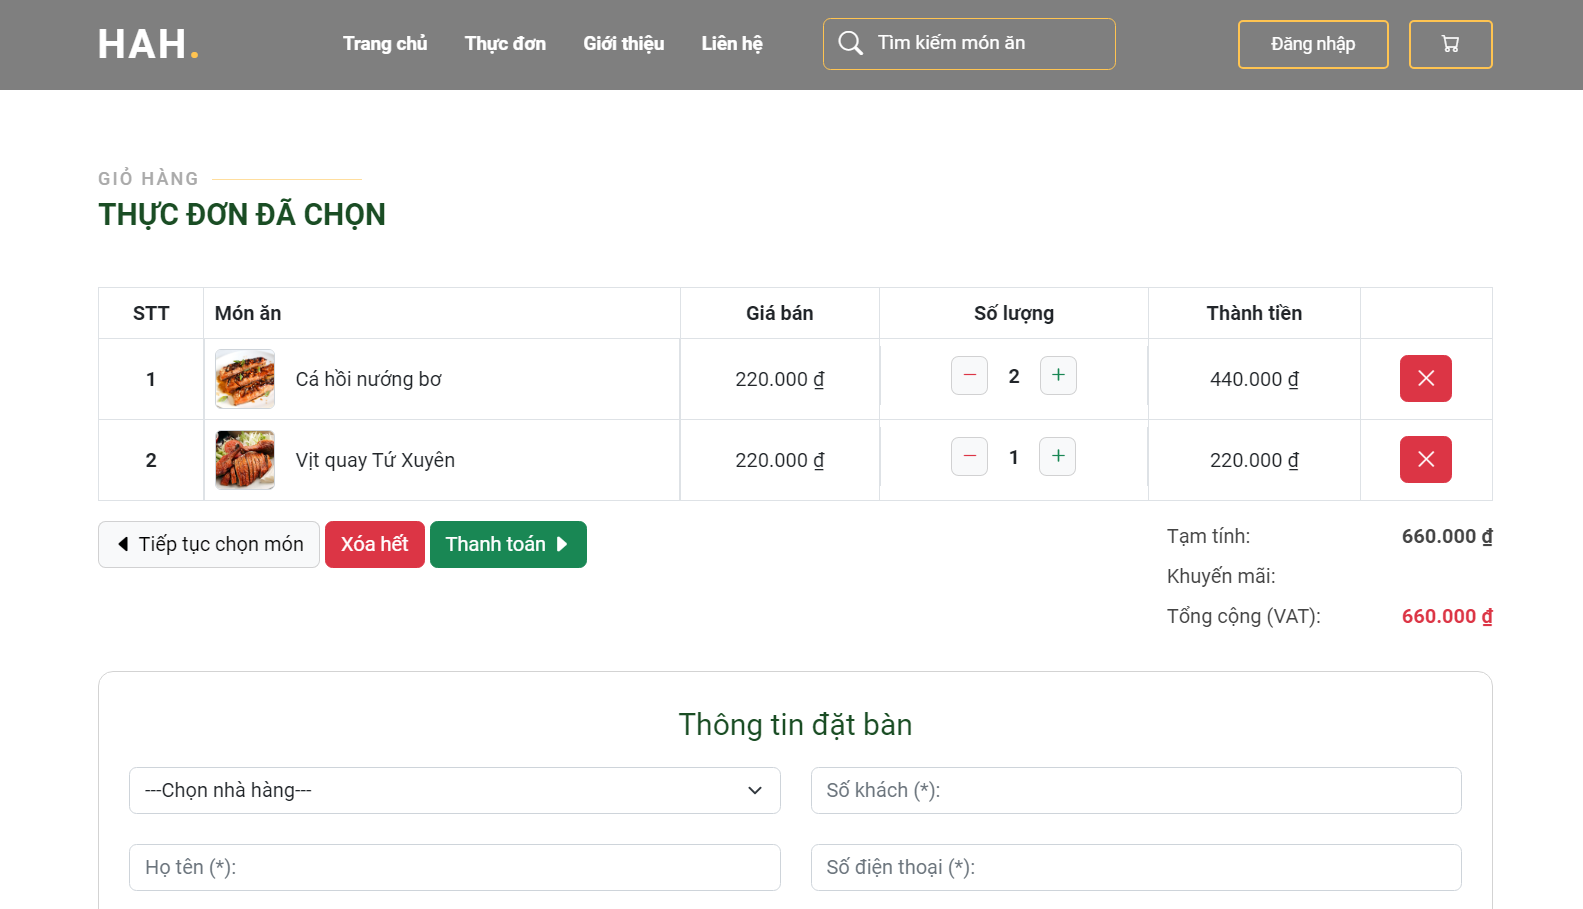 HAH.
Trang chủ Thực đơn Giới thiệu Liên hệ Tìm kiếm món ăn Đăng nhập
GIỎ HÀNG
THỰC ĐƠN ĐÃ CHỌN
STT Món ăn Giá bán Số lượng Thành tiền
1 Cá hồi nướng bơ 220.000 ₫ − 2 + 440.000 ₫
2 Vịt quay Tứ Xuyên 220.000 ₫ − 1 + 220.000 ₫
Tiếp tục chọn món Xóa hết Thanh toán
Tạm tính: 660.000 ₫
Khuyến mãi:
Tổng cộng (VAT): 660.000 ₫
Thông tin đặt bàn
---Chọn nhà hàng--- Số khách (*):
Họ tên (*): Số điện thoại (*):